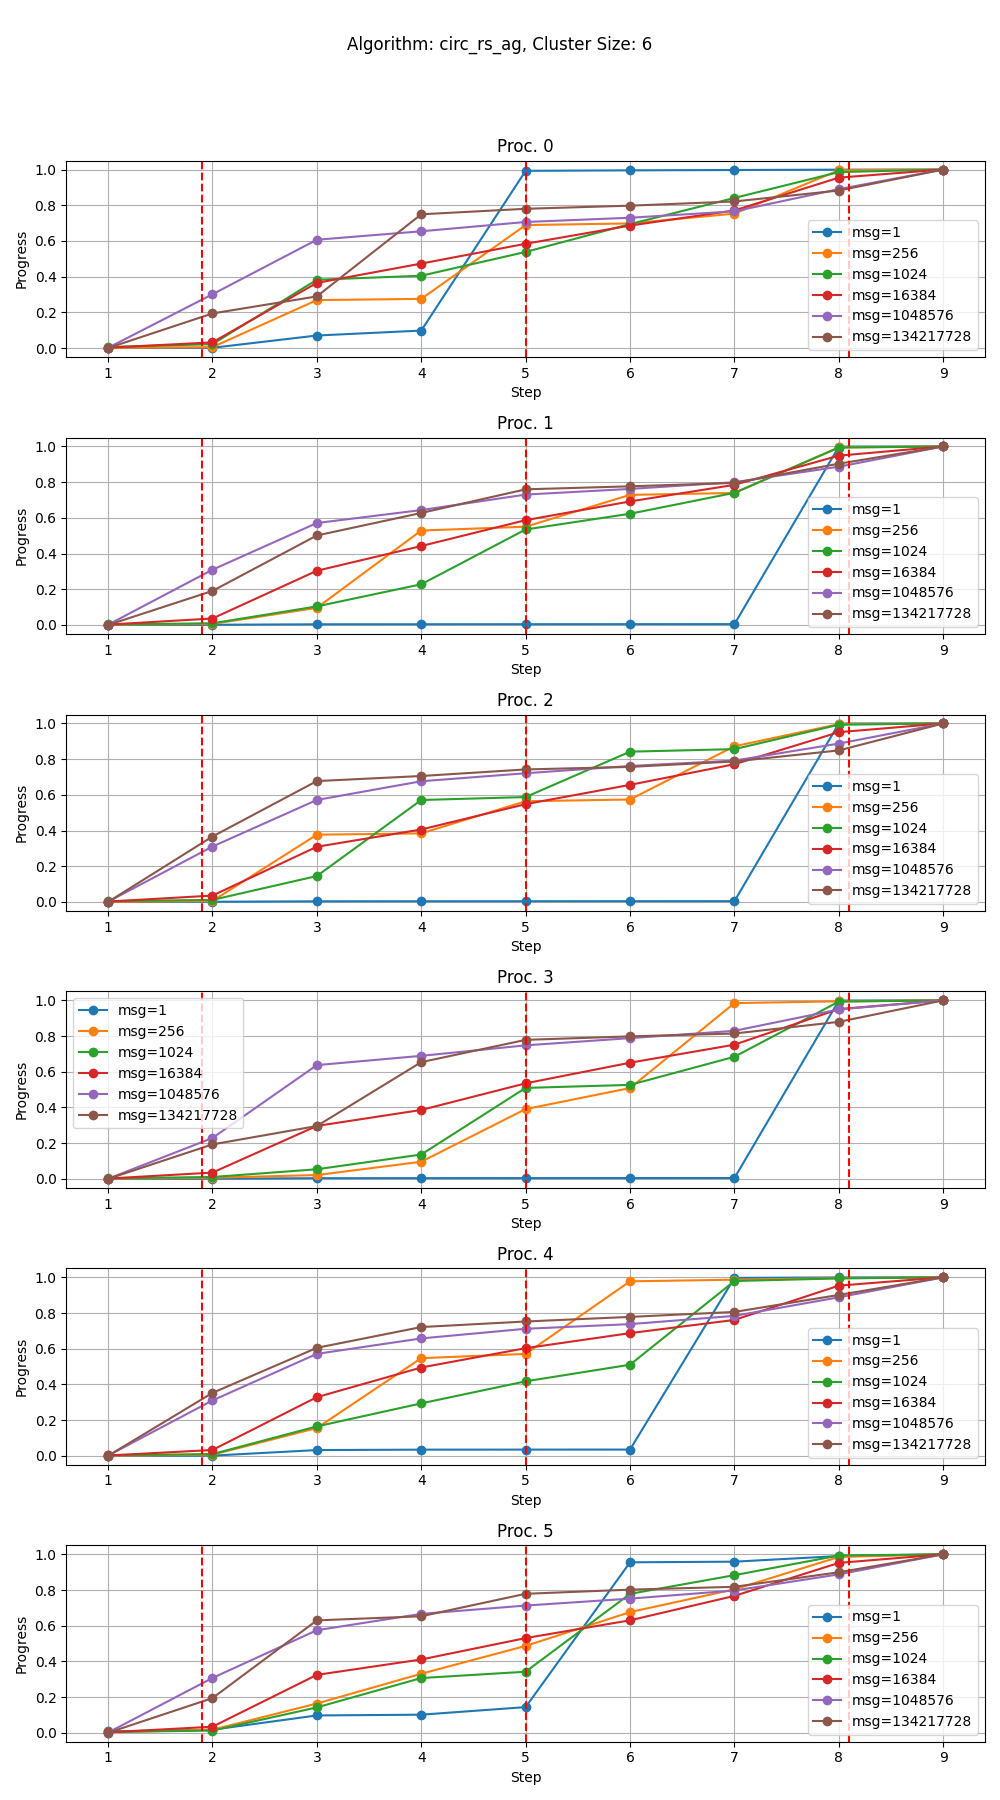 Algorithm: circ_rs_ag, Cluster Size: 6
Proc. 0
Progress
1.0
0.8
0.6
0.4
0.2
0.0
msg=1
msg=256
msg=1024
msg=16384
msg=1048576
msg=134217728
1 2 3 4 5 6 7 8 9
Step
Proc. 1
Progress
1.0
0.8
0.6
0.4
0.2
0.0
msg=1
msg=256
msg=1024
msg=16384
msg=1048576
msg=134217728
1 2 3 4 5 6 7 8 9
Step
Proc. 2
Progress
1.0
0.8
0.6
0.4
0.2
0.0
msg=1
msg=256
msg=1024
msg=16384
msg=1048576
msg=134217728
1 2 3 4 5 6 7 8 9
Step
Proc. 3
Progress
1.0
0.8
0.6
0.4
0.2
0.0
msg=1
msg=256
msg=1024
msg=16384
msg=1048576
msg=134217728
1 2 3 4 5 6 7 8 9
Step
Proc. 4
Progress
1.0
0.8
0.6
0.4
0.2
0.0
msg=1
msg=256
msg=1024
msg=16384
msg=1048576
msg=134217728
1 2 3 4 5 6 7 8 9
Step
Proc. 5
Progress
1.0
0.8
0.6
0.4
0.2
0.0
msg=1
msg=256
msg=1024
msg=16384
msg=1048576
msg=134217728
1 2 3 4 5 6 7 8 9
Step